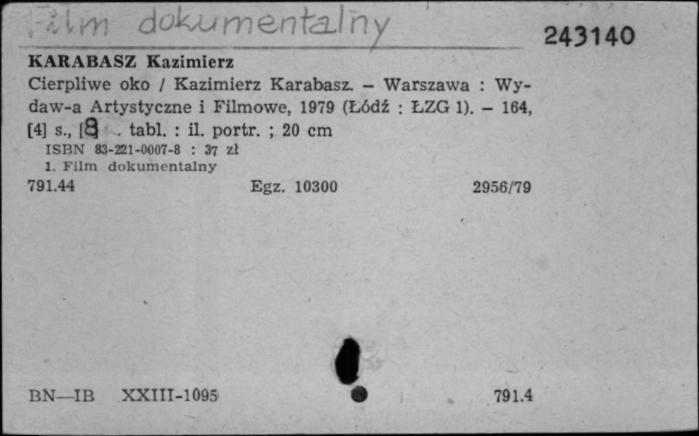 Film dokumentalny
243140
KARABASZ Kazimierz
Cierpliwe oko / Kazimierz Karabasz. – Warszawa : Wy-
daw-a Artystyczne i Filmowe, 1979 (Łódź : ŁZG 1). – 164,
[4] s., [8 . tabl. : il. portr. ; 20 cm
ISBN 83-221-0007-8 : 37 zł
1. Film dokumentalny
791.44 Egz. 10300 2956/79
BN—IB XXIII-1095 791.4